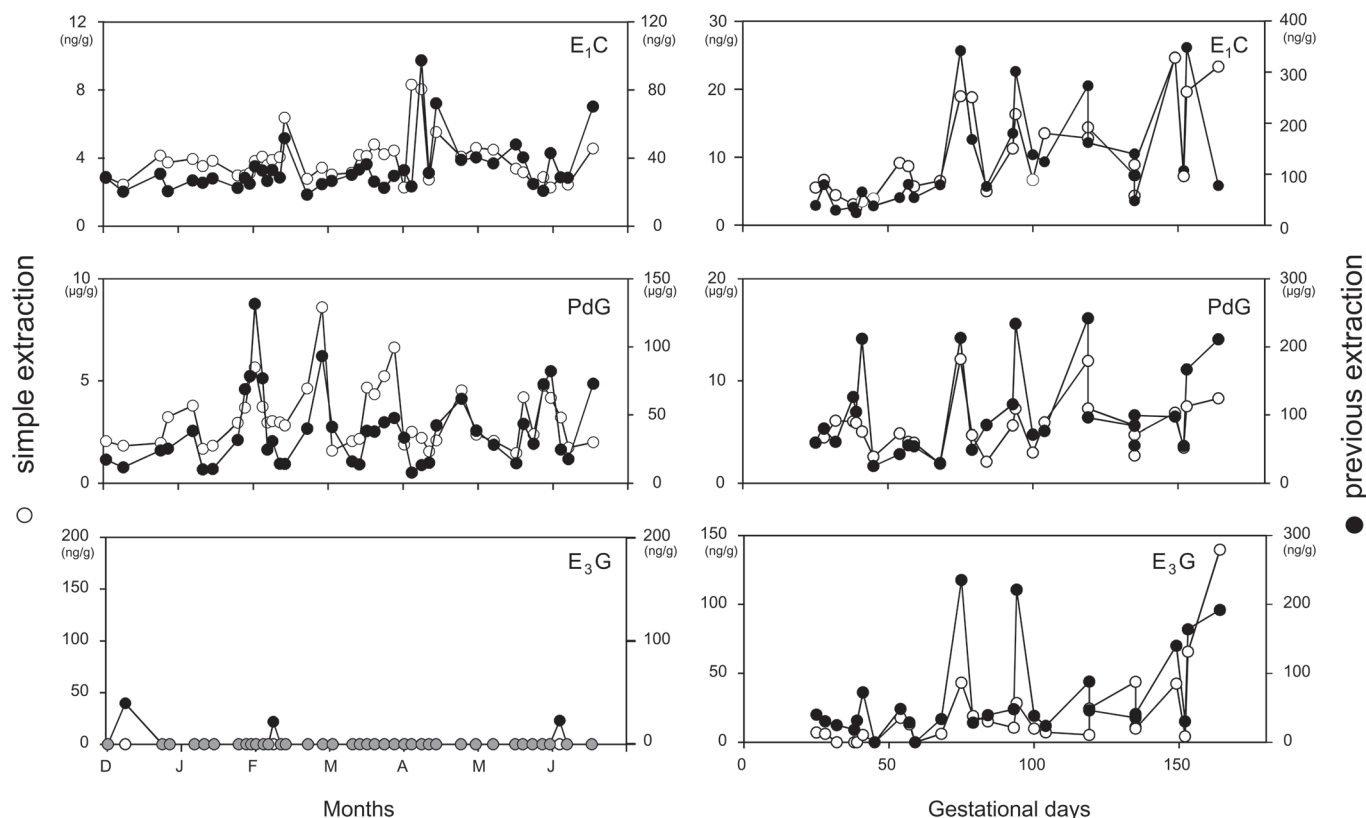 12
(ng/g)
9
6
4
2
0
120
(ng/g)
80
40
0
E1C
30
(ng/g)
20
10
0
400
(ng/g)
300
200
100
0
E1C
10
(µg/g)
5
0
150
(µg/g)
100
50
0
PdG
20
(µg/g)
10
0
300
(µg/g)
200
100
0
PdG
200
(ng/g)
150
100
50
0
200
(ng/g)
100
0
E3G
D J F M A M J
Months
150
(ng/g)
100
50
0
300
(ng/g)
200
100
0
E3G
0 50 100 150
Gestational days
simple extraction
previous extraction